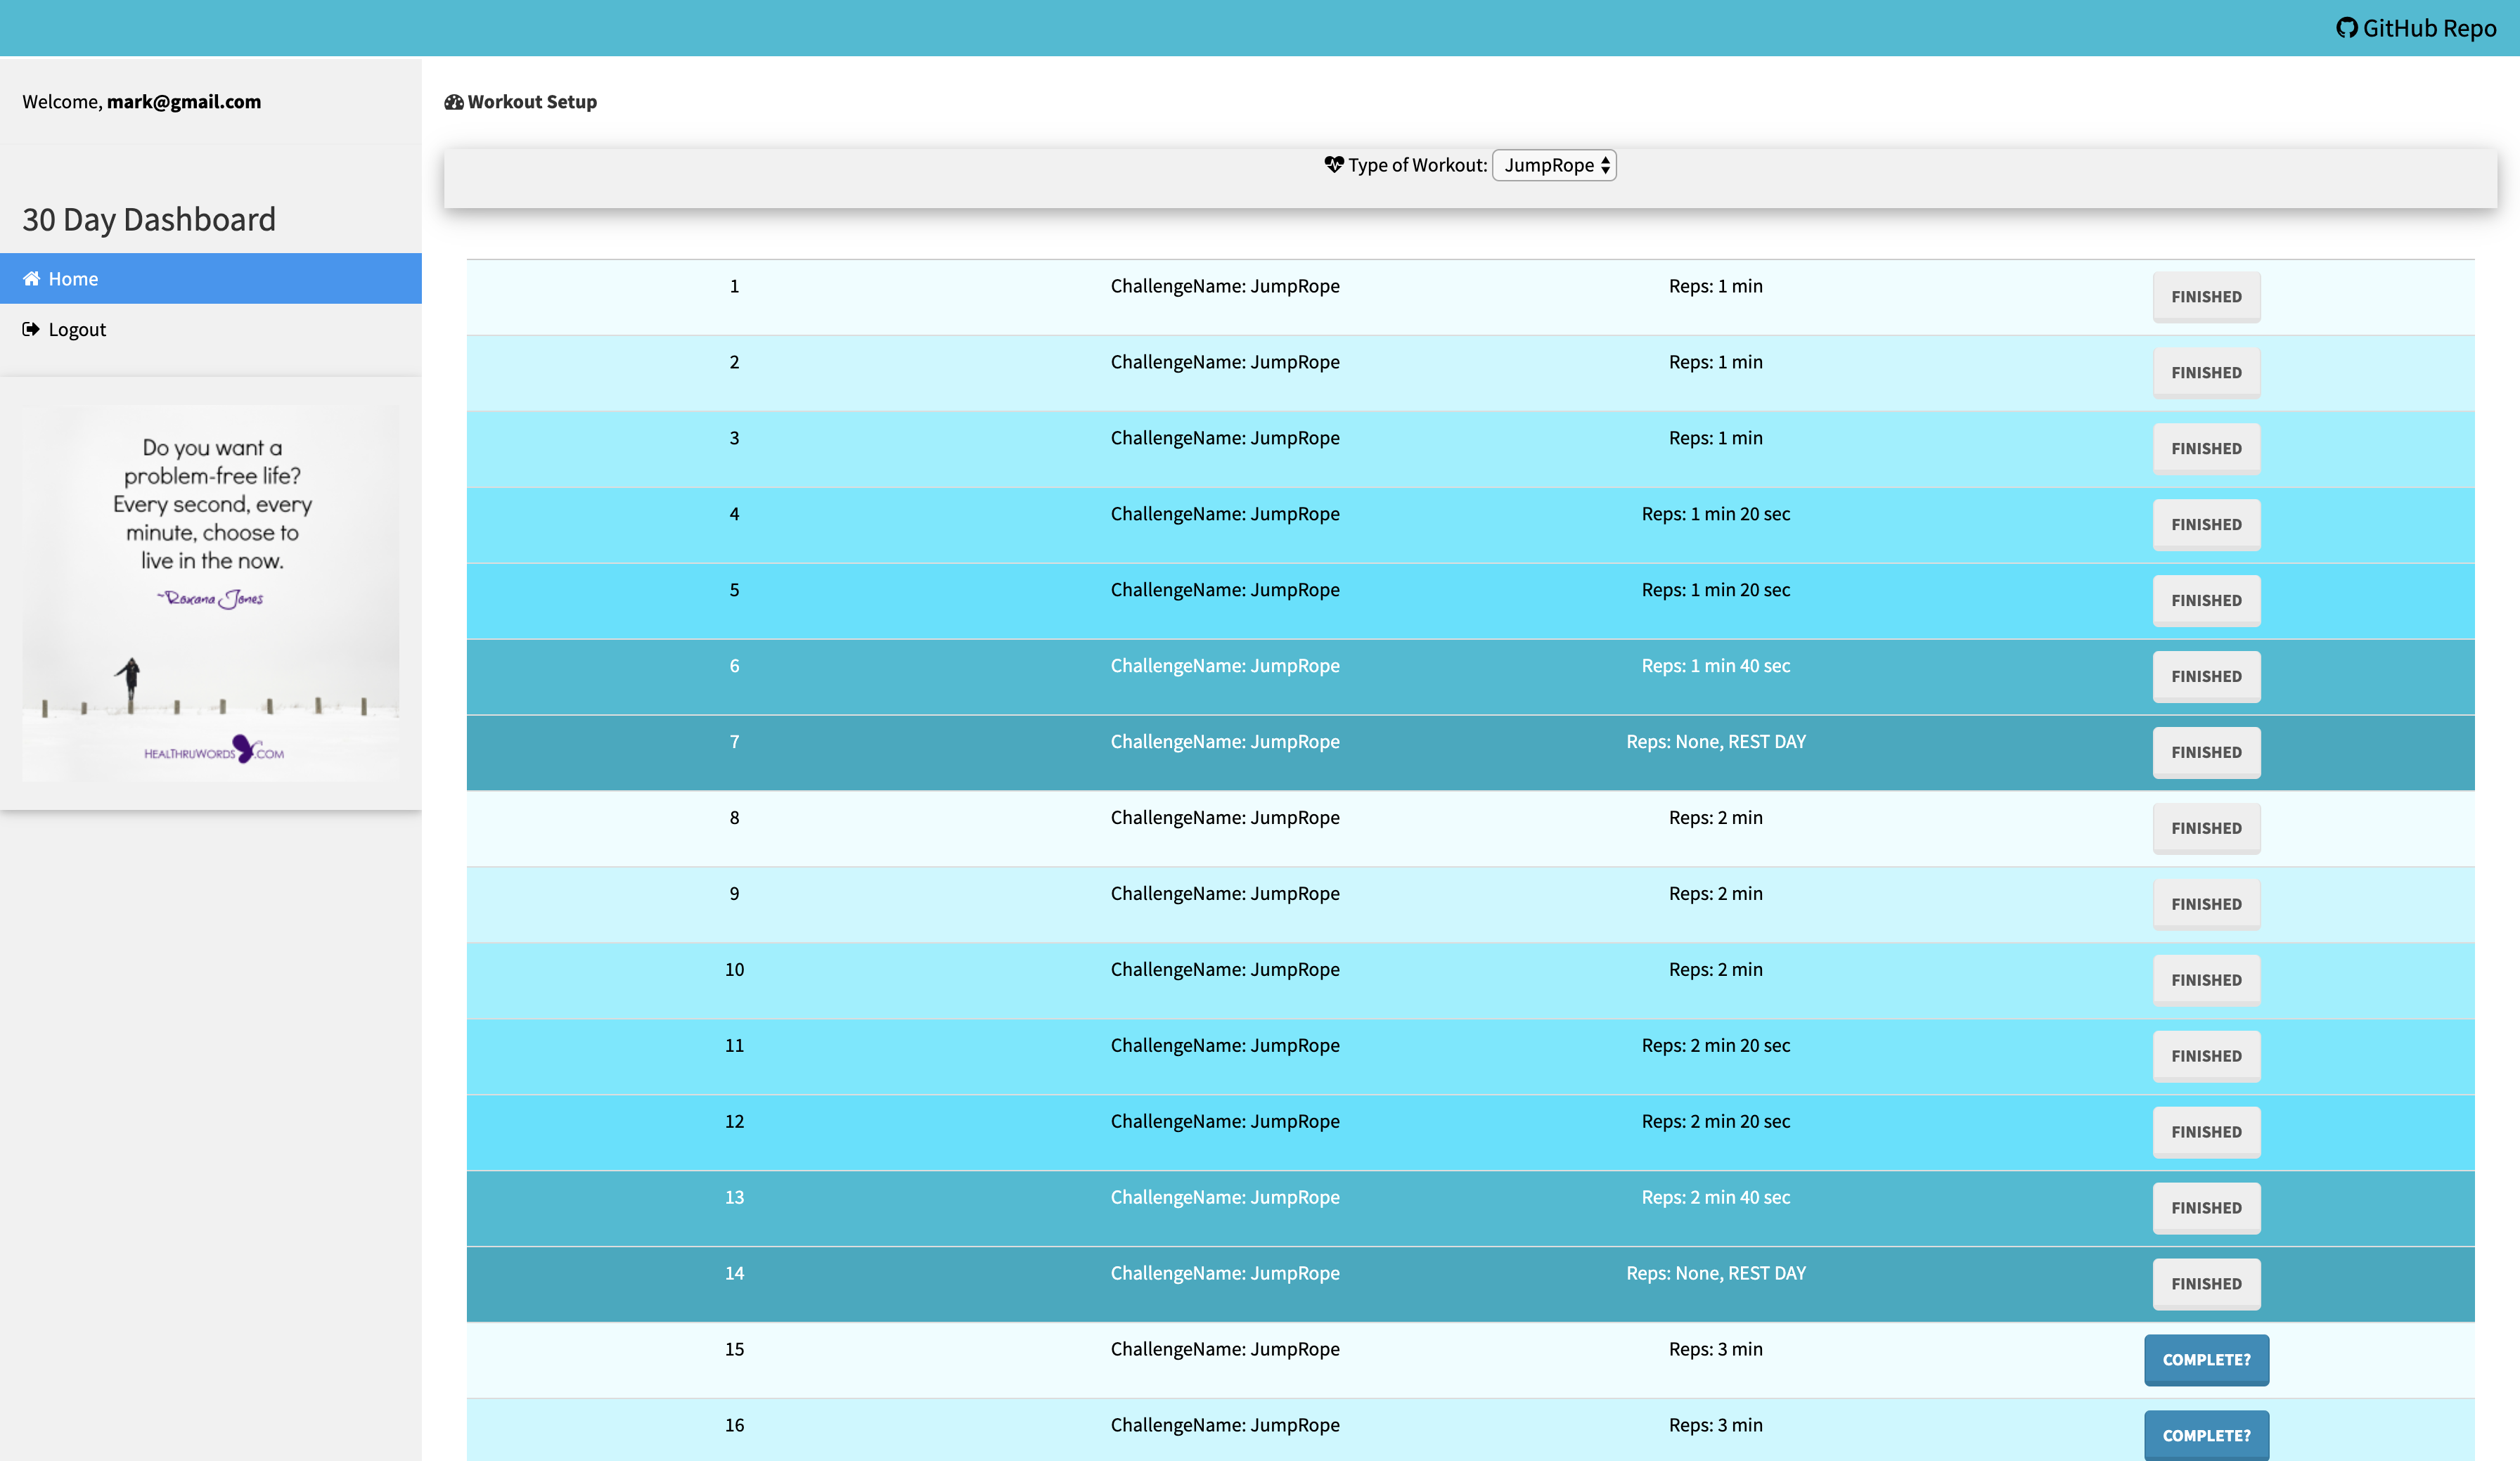 GitHub Repo
Welcome, mark@gmail.com
30 Day Dashboard
Home
Logout
Do you want a
problem-free life?
Every second, every
minute, choose to
live in the now.
~Roxana Jones
HEALTHRUWORDS.COM
Workout Setup
Type of Workout: JumpRope
1 ChallengeName: JumpRope Reps: 1 min FINISHED
2 ChallengeName: JumpRope Reps: 1 min FINISHED
3 ChallengeName: JumpRope Reps: 1 min FINISHED
4 ChallengeName: JumpRope Reps: 1 min 20 sec FINISHED
5 ChallengeName: JumpRope Reps: 1 min 20 sec FINISHED
6 ChallengeName: JumpRope Reps: 1 min 40 sec FINISHED
7 ChallengeName: JumpRope Reps: None, REST DAY FINISHED
8 ChallengeName: JumpRope Reps: 2 min FINISHED
9 ChallengeName: JumpRope Reps: 2 min FINISHED
10 ChallengeName: JumpRope Reps: 2 min FINISHED
11 ChallengeName: JumpRope Reps: 2 min 20 sec FINISHED
12 ChallengeName: JumpRope Reps: 2 min 20 sec FINISHED
13 ChallengeName: JumpRope Reps: 2 min 40 sec FINISHED
14 ChallengeName: JumpRope Reps: None, REST DAY FINISHED
15 ChallengeName: JumpRope Reps: 3 min COMPLETE?
16 ChallengeName: JumpRope Reps: 3 min COMPLETE?